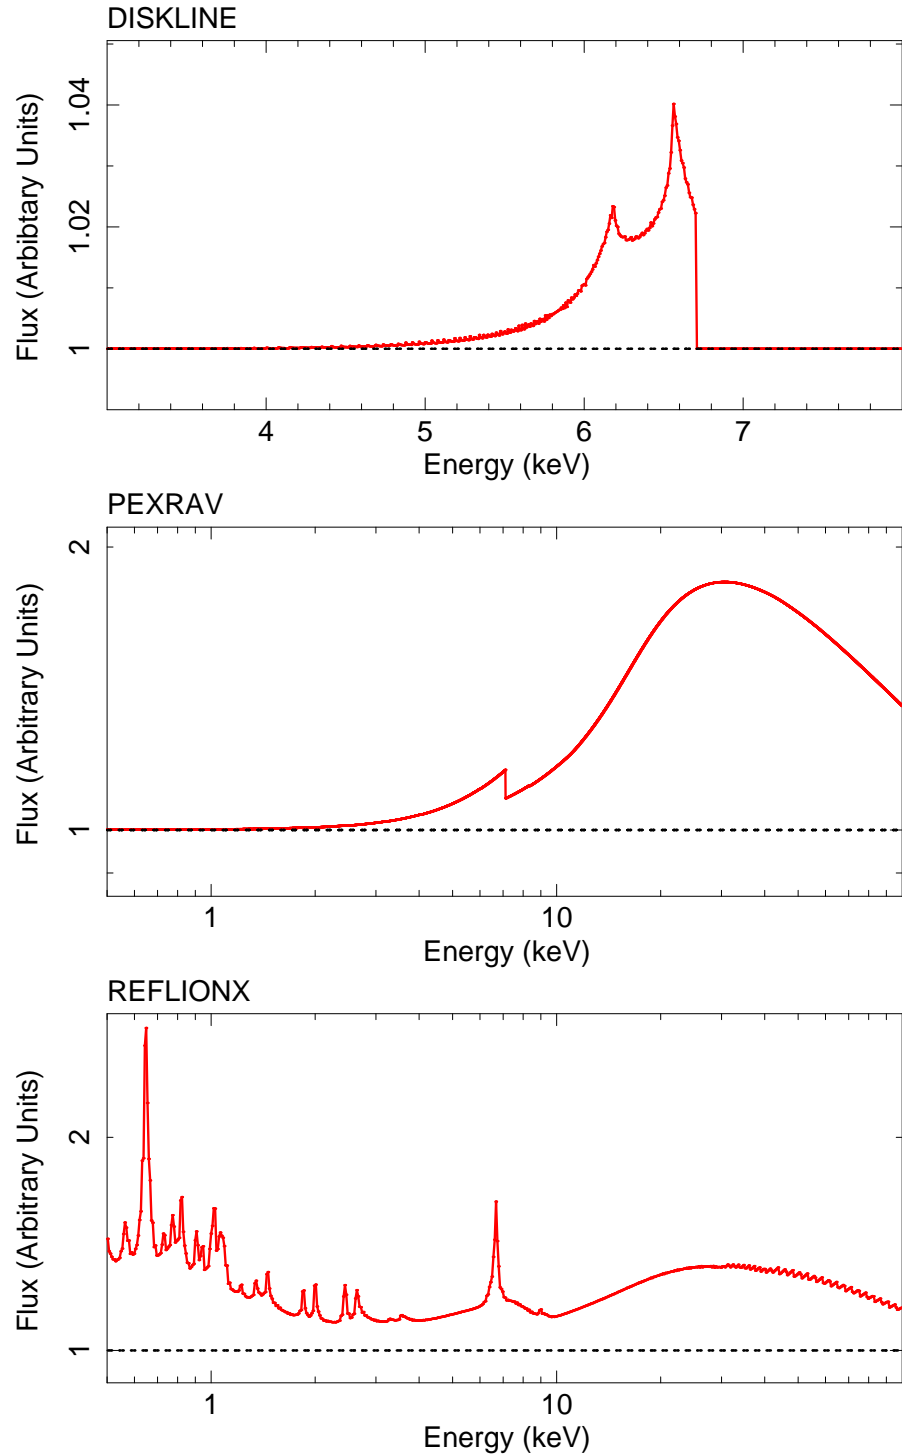 DISKLINE
Flux (Arbibtary Units)
1.04
1.02
1
4 5 6 7
Energy (keV)
PEXRAV
Flux (Arbitrary Units)
2
1
1 10
Energy (keV)
REFLIONX
Flux (Arbitrary Units)
2
1
1 10
Energy (keV)